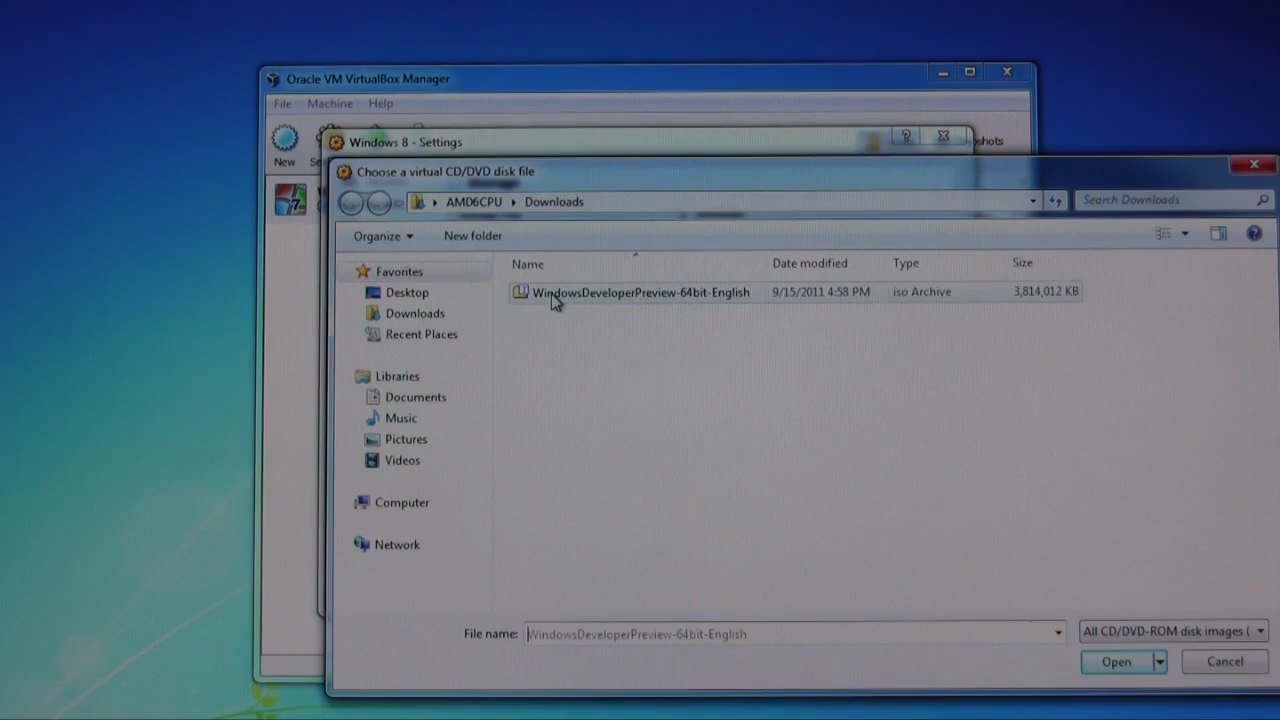 Oracle VM VirtualBox Manager
File Machine Help
New
Windows 8 - Settings
Choose a virtual CD/DVD disk file
AMD6CPU Downloads
Search Downloads
Organize New folder
Name Date modified Type Size
WindowsDeveloperPreview-64bit-English 9/15/2011 4:58 PM iso Archive 3,814,012 KB
Favorites
Desktop
Downloads
Recent Places
Libraries
Documents
Music
Pictures
Videos
Computer
Network
File name: WindowsDeveloperPreview-64bit-English All CD/DVD-ROM disk images (
Open Cancel